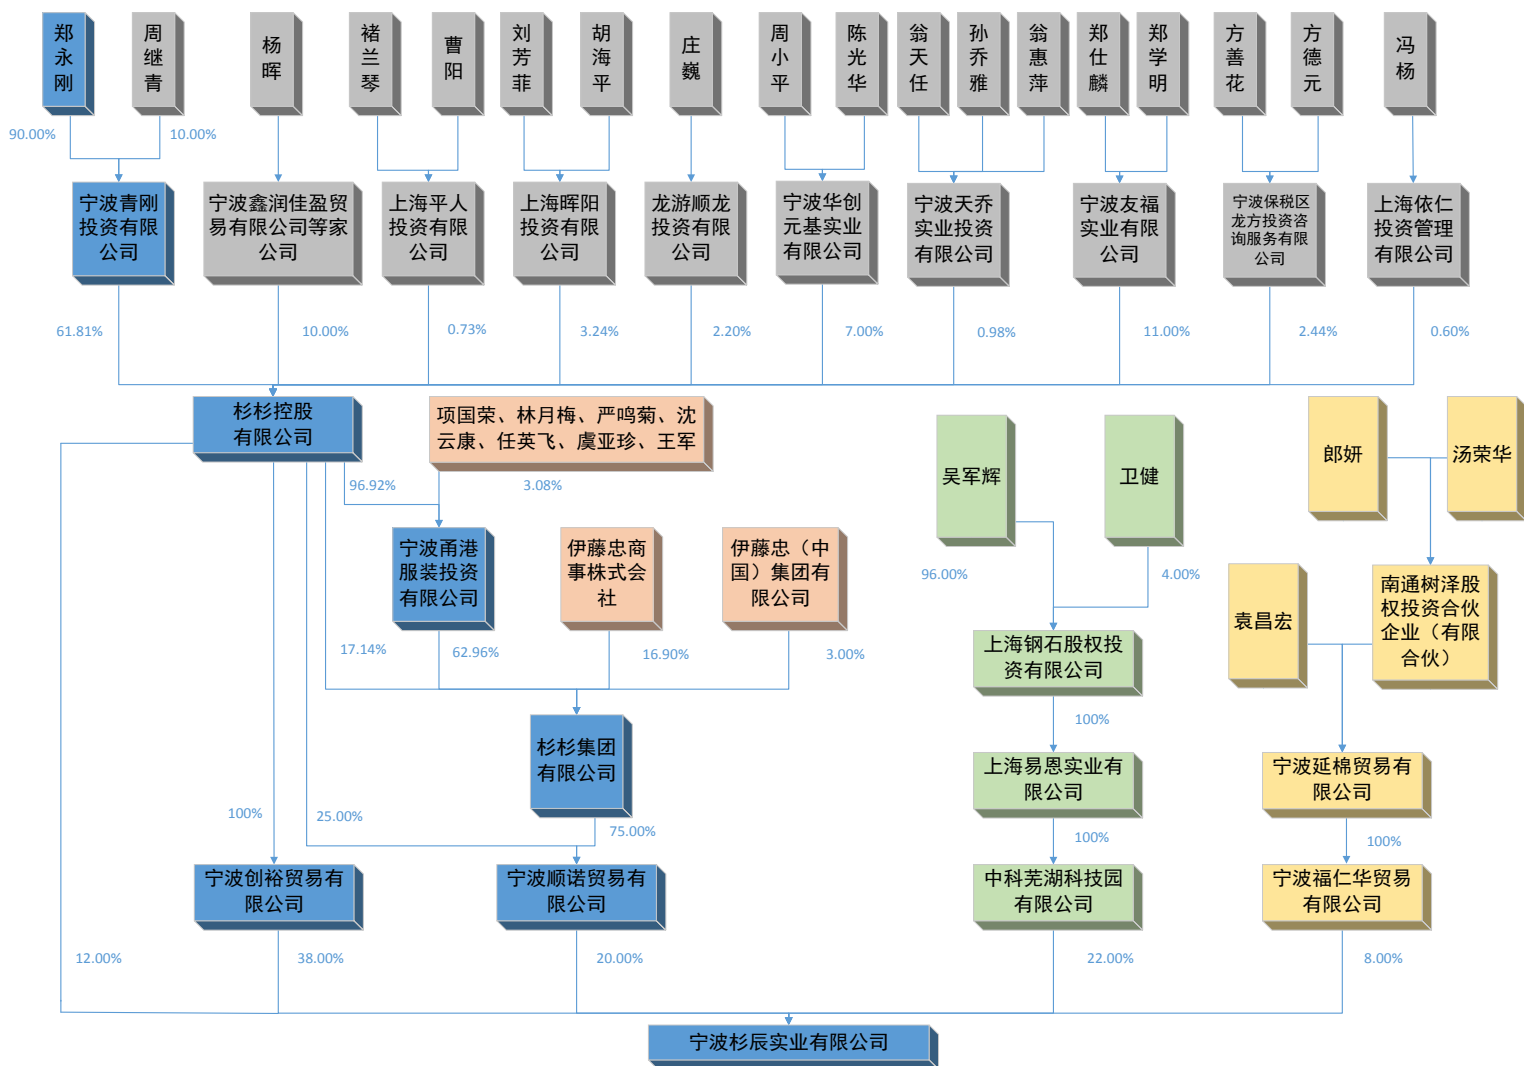 郑永刚
周继青
杨晖
褚兰琴
曹阳
刘芳菲
胡海平
庄巍
周小平
陈光华
翁天任
孙乔雅
翁惠萍
郑仕麟
郑学明
方善花
方德元
冯杨
90.00%
10.00%
宁波青刚
投资有限
公司
宁波鑫润佳盈贸
易有限公司等家
公司
上海平人
投资有限
公司
上海晖阳
投资有限
公司
龙游顺龙
投资有限
公司
宁波华创
元基实业
有限公司
宁波天乔
实业投资
有限公司
宁波友福
实业有限
公司
宁波保税区
龙方投资咨
询服务有限
公司
上海依仁
投资管理
有限公司
61.81%
10.00%
0.73%
3.24%
2.20%
7.00%
0.98%
11.00%
2.44%
0.60%
杉杉控股
有限公司
项国荣、林月梅、严鸣菊、沈
云康、任英飞、虞亚珍、王军
吴军辉
卫健
郎妍
汤荣华
96.92%
3.08%
宁波甬港
服装投资
有限公司
伊藤忠商
事株式会
社
伊藤忠（中
国）集团有
限公司
96.00%
4.00%
袁昌宏
南通树泽股
权投资合伙
企业（有限
合伙）
17.14%
62.96%
16.90%
3.00%
上海钢石股权投
资有限公司
100%
杉杉集团
有限公司
上海易恩实业有
限公司
宁波延棉贸易有
限公司
100%
25.00%
75.00%
100%
100%
宁波创裕贸易有
限公司
宁波顺诺贸易有
限公司
中科芜湖科技园
有限公司
宁波福仁华贸易
有限公司
12.00%
38.00%
20.00%
22.00%
8.00%
宁波杉辰实业有限公司